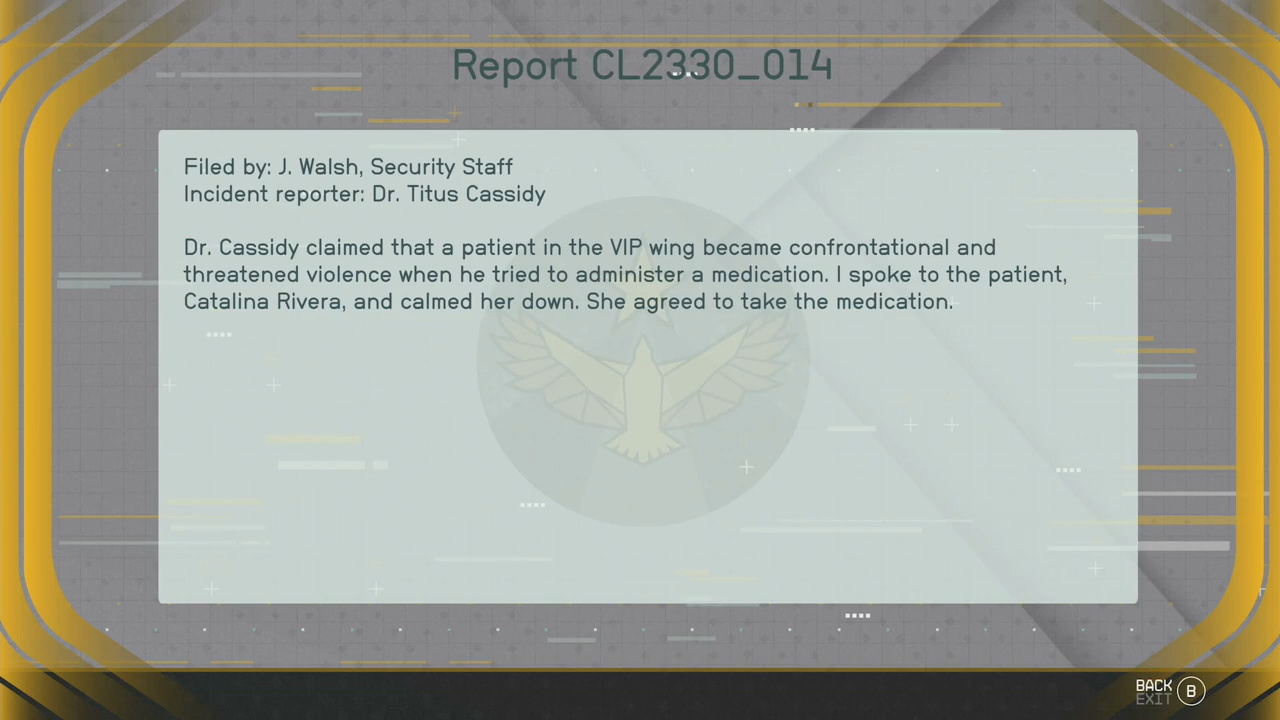 Report CL2330_014
Filed by: J. Walsh, Security Staff
Incident reporter: Dr. Titus Cassidy
Dr. Cassidy claimed that a patient in the VIP wing became confrontational and
threatened violence when he tried to administer a medication. I spoke to the patient,
Catalina Rivera, and calmed her down. She agreed to take the medication.
BACK
EXIT
B